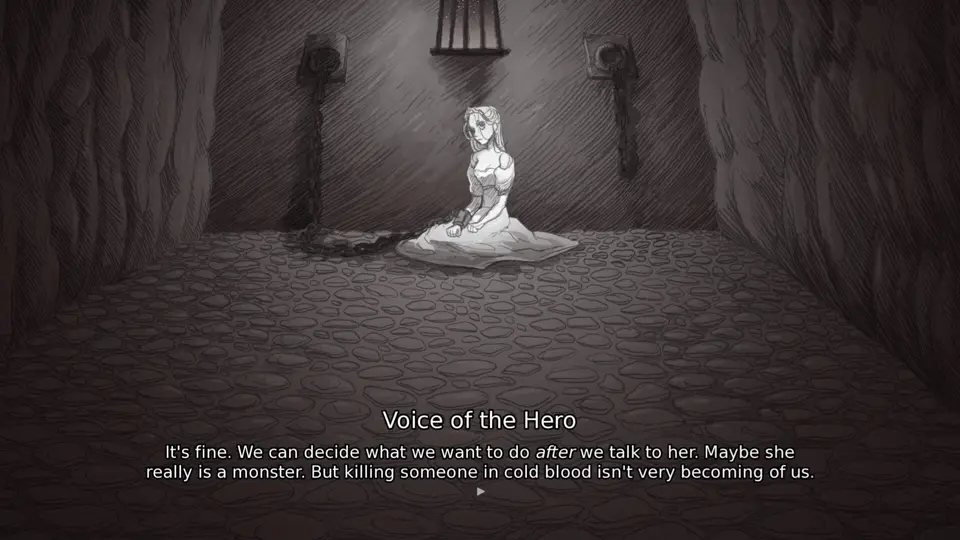 Voice of the Hero
It's fine. We can decide what we want to do after we talk to her. Maybe she
really is a monster. But killing someone in cold blood isn't very becoming of us.